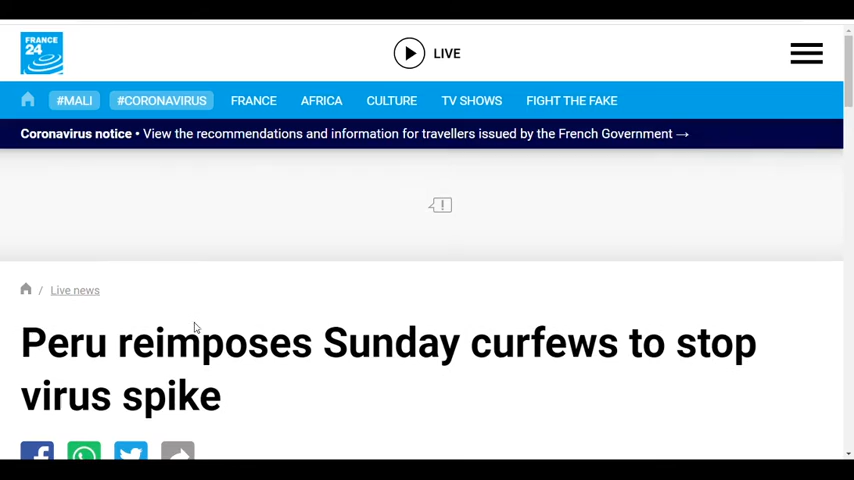 FRANCE
24
LIVE
#MALI #CORONAVIRUS FRANCE AFRICA CULTURE TV SHOWS FIGHT THE FAKE
Coronavirus notice • View the recommendations and information for travellers issued by the French Government →
/ Live news
Peru reimposes Sunday curfews to stop
virus spike